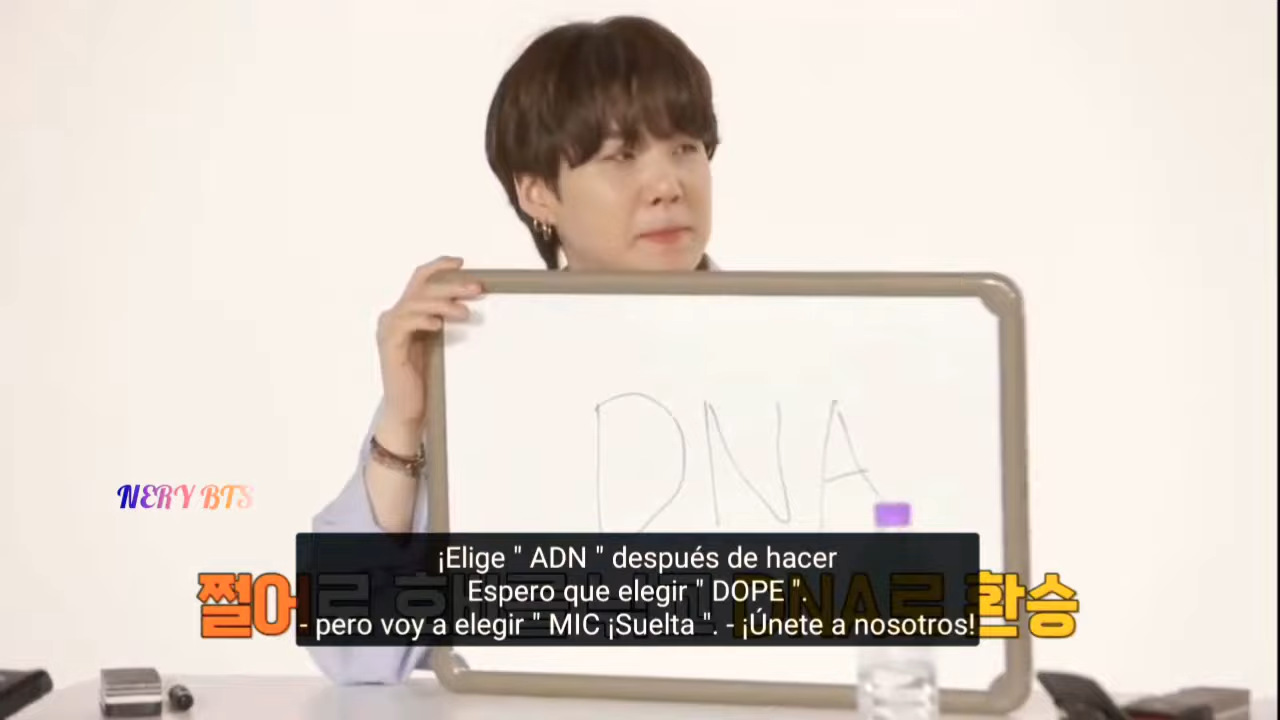 DNA
NERY BTS
¡Elige " ADN " después de hacer
Espero que elegir " DOPE ".
- pero voy a elegir " MIC ¡Suelta ". - ¡Únete a nosotros!
쩔어로 DNA로 환승